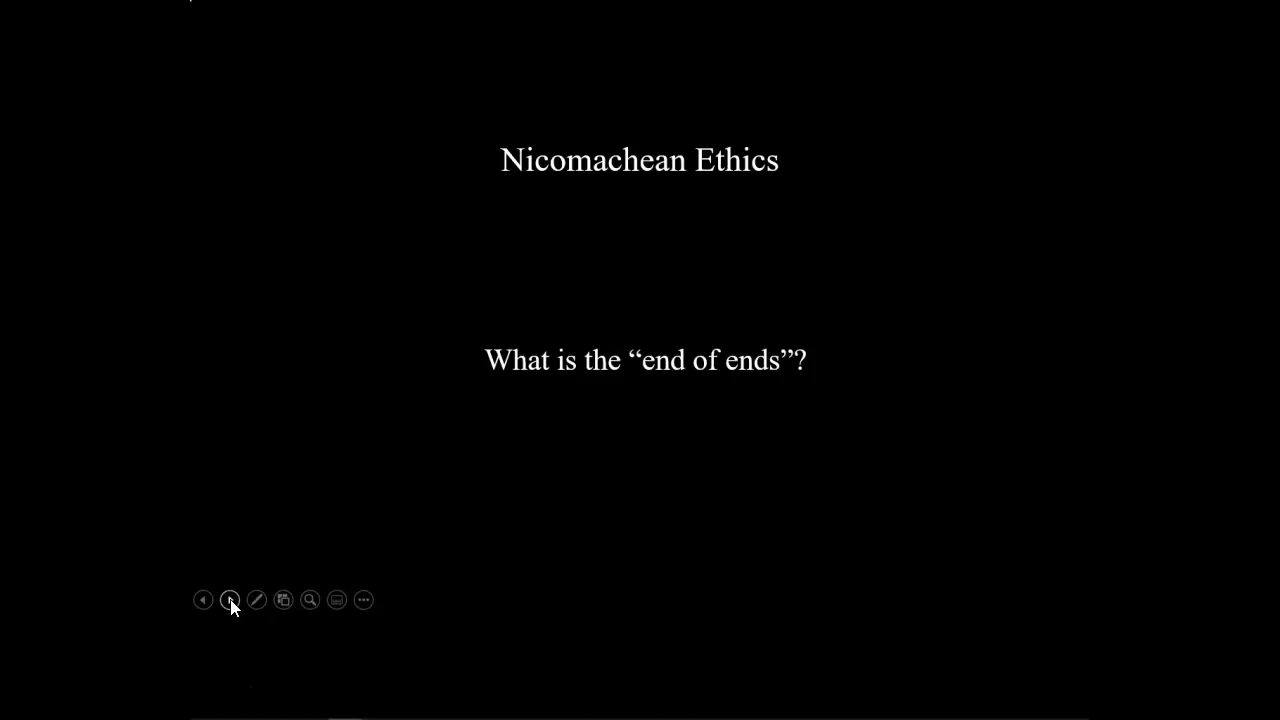 Nicomachean Ethics
What is the “end of ends”?